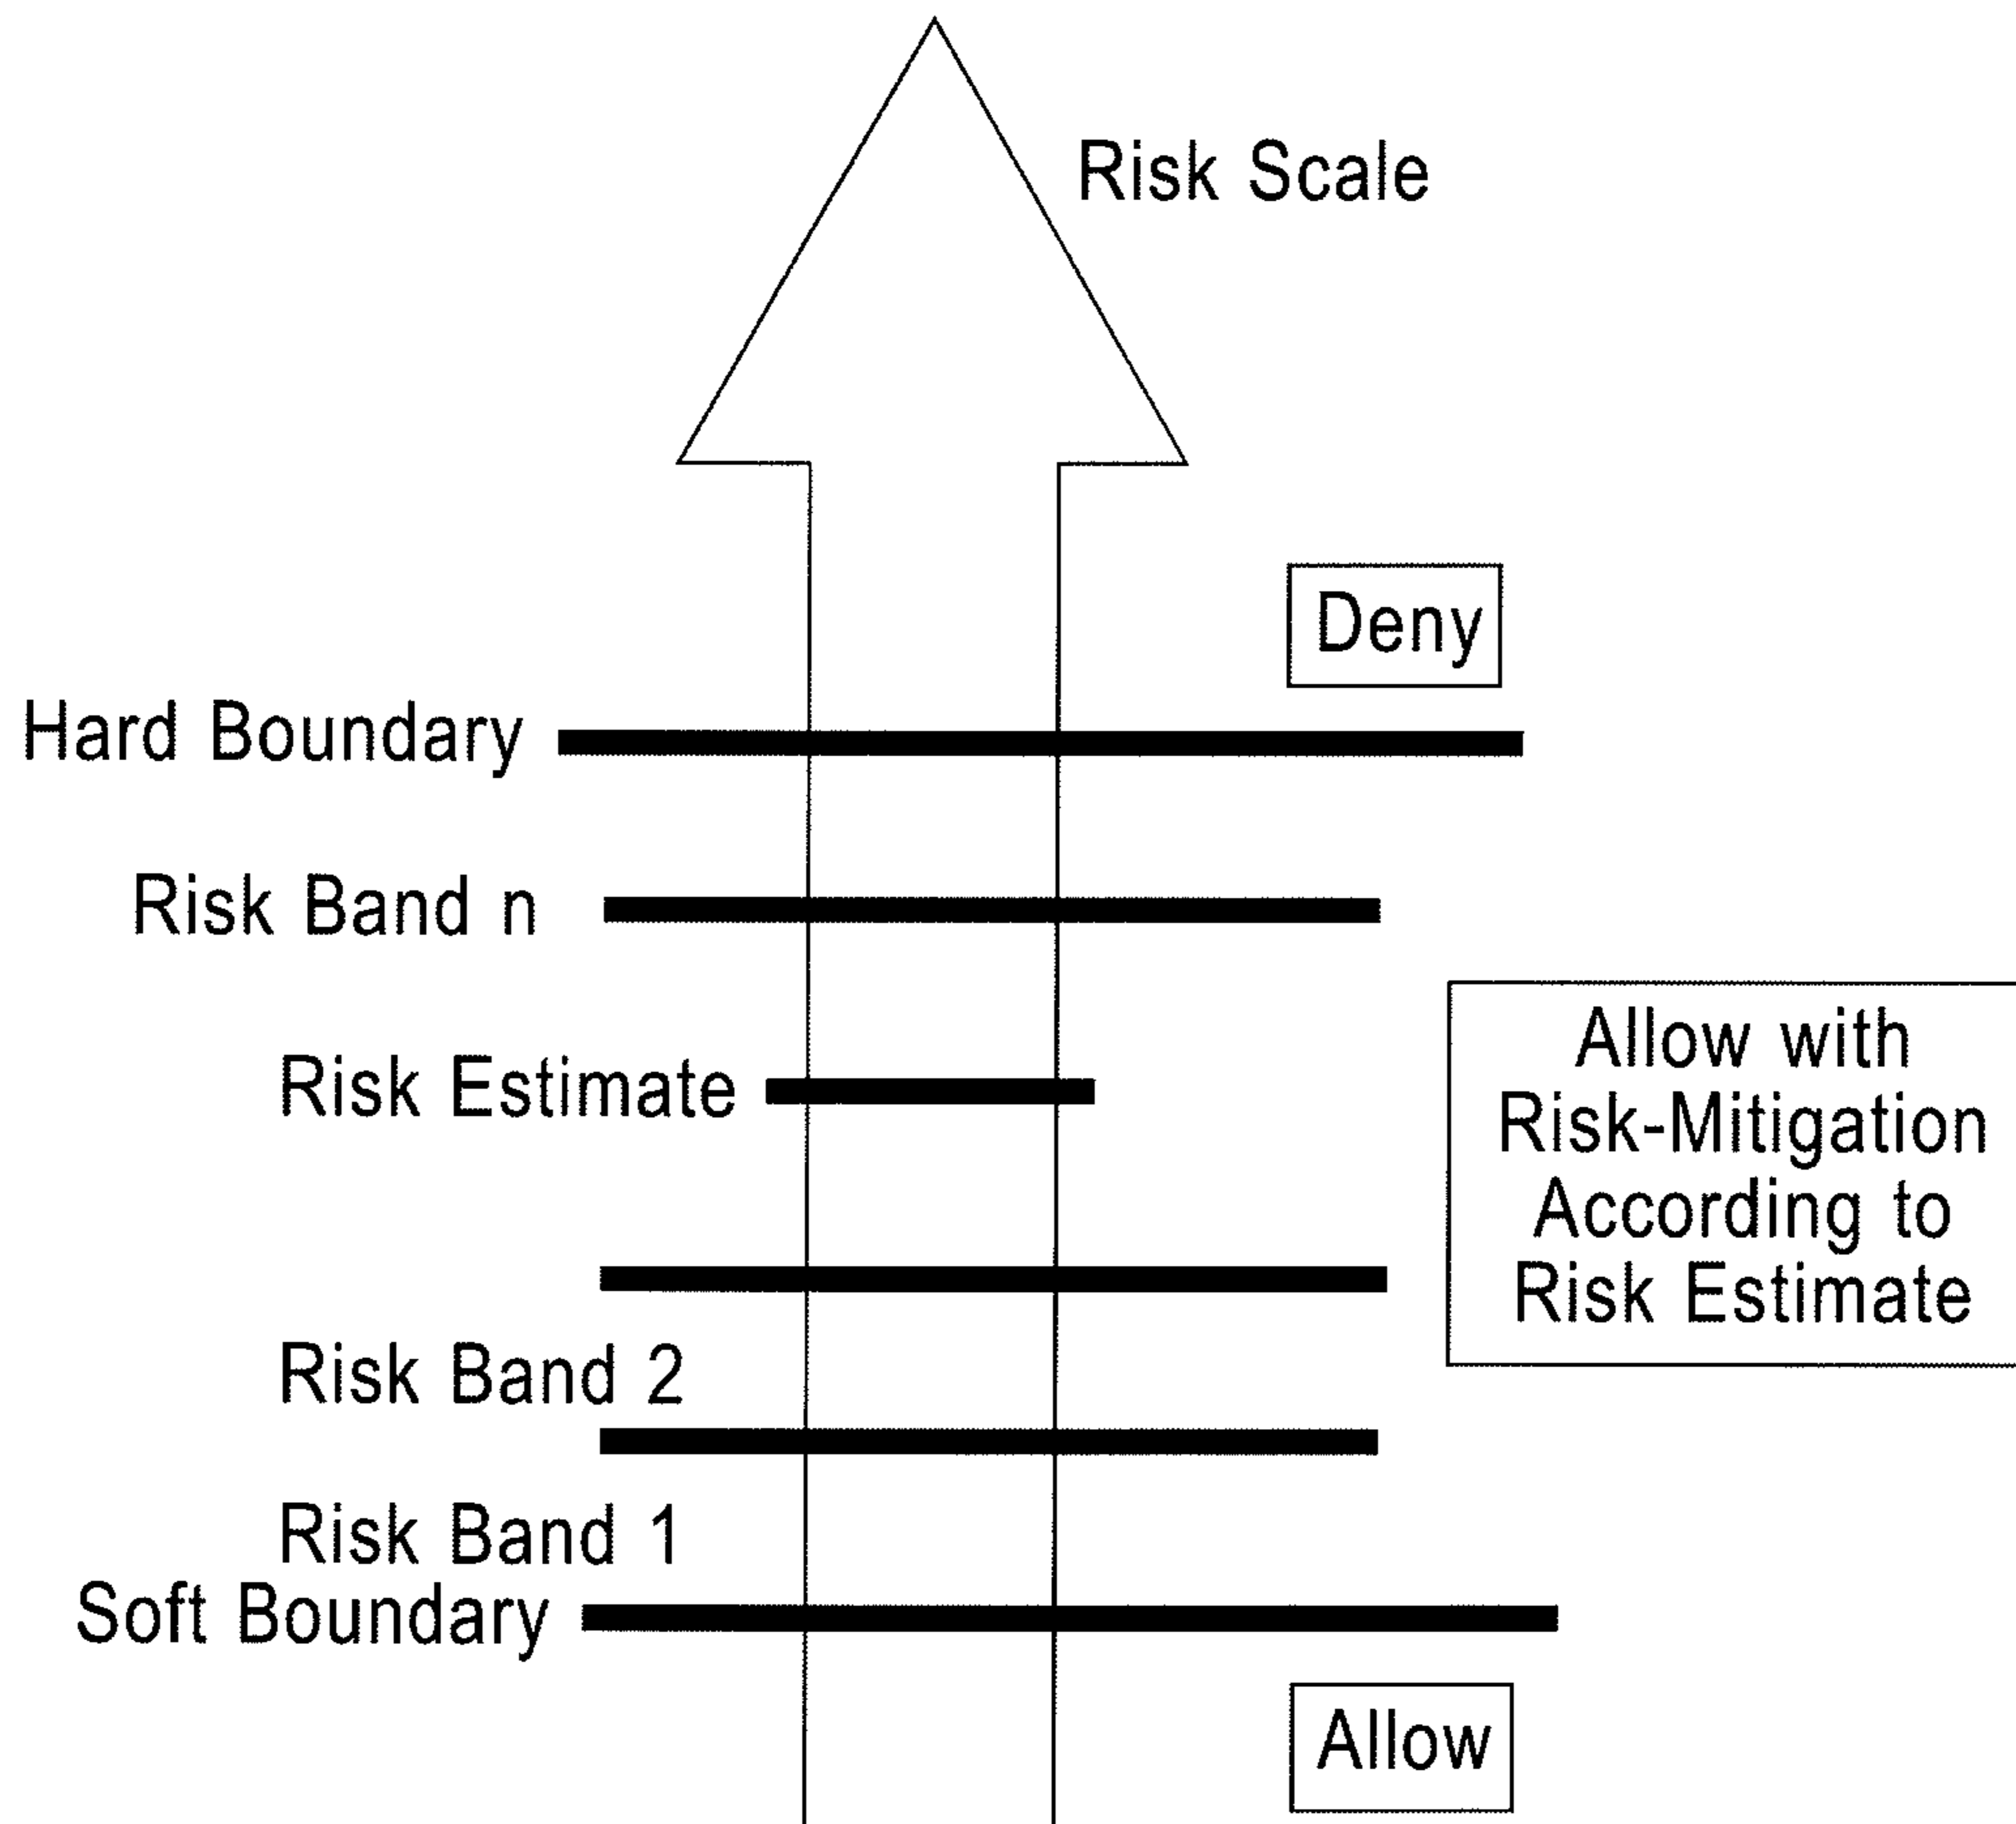 Risk Scale
Deny
Hard Boundary
Risk Band n
Allow with
Risk-Mitigation
According to
Risk Estimate
Risk Estimate
Risk Band 2
Risk Band 1
Soft Boundary
Allow